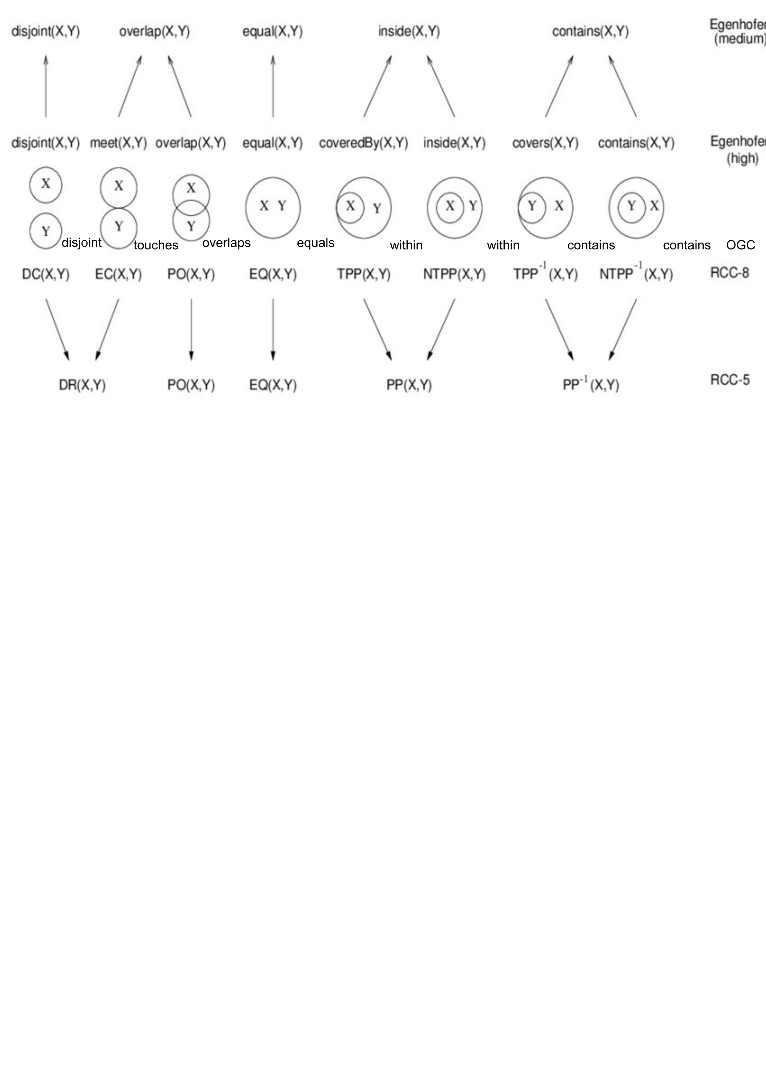 disjoint(X,Y) overlap(X,Y) equal(X,Y) inside(X,Y) contains(X,Y) Egenhofer
(medium)
disjoint(X,Y) meet(X,Y) overlap(X,Y) equal(X,Y) coveredBy(X,Y) inside(X,Y) covers(X,Y) contains(X,Y) Egenhofer
(high)
X X X X Y X Y X Y Y X Y X
Y Y Y
disjoint touches overlaps equals within within contains contains OGC
DC(X,Y) EC(X,Y) PO(X,Y) EQ(X,Y) TPP(X,Y) NTPP(X,Y) TPP⁻¹(X,Y) NTPP⁻¹(X,Y) RCC-8
DR(X,Y) PO(X,Y) EQ(X,Y) PP(X,Y) PP⁻¹(X,Y) RCC-5